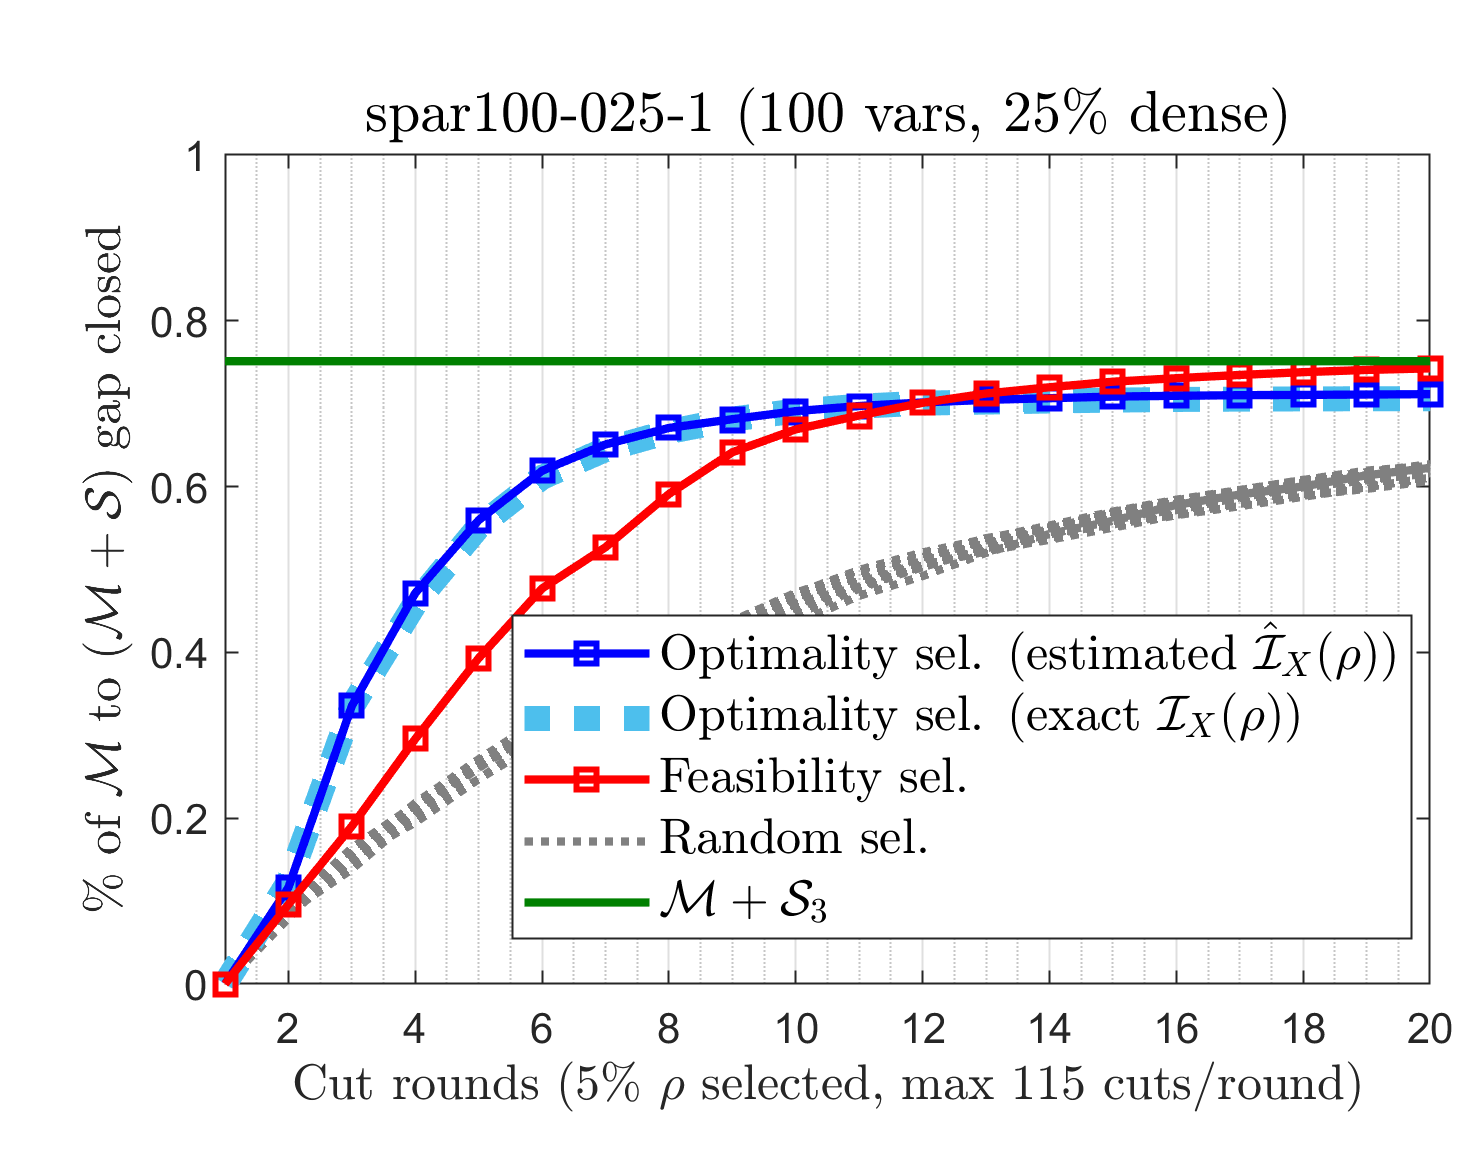 spar100-025-1 (100 vars, 25% dense)
% of ℳ to (ℳ + 𝒮) gap closed
1
0.8
0.6
0.4
0.2
0
Optimality sel. (estimated ℐ̂_X(ρ))
Optimality sel. (exact ℐ_X(ρ))
Feasibility sel.
Random sel.
ℳ + 𝒮₃
2 4 6 8 10 12 14 16 18 20
Cut rounds (5% ρ selected, max 115 cuts/round)